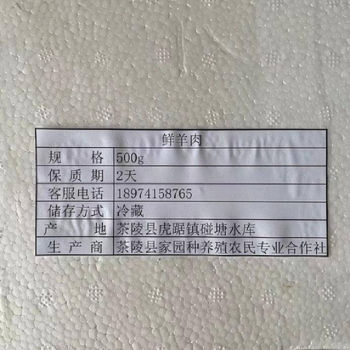 鲜羊肉
规格 500g
保质期 2天
客服电话 18974158765
储存方式 冷藏
产地 茶陵县虎踞镇碰塘水库
生产商 茶陵县家园种养殖农民专业合作社